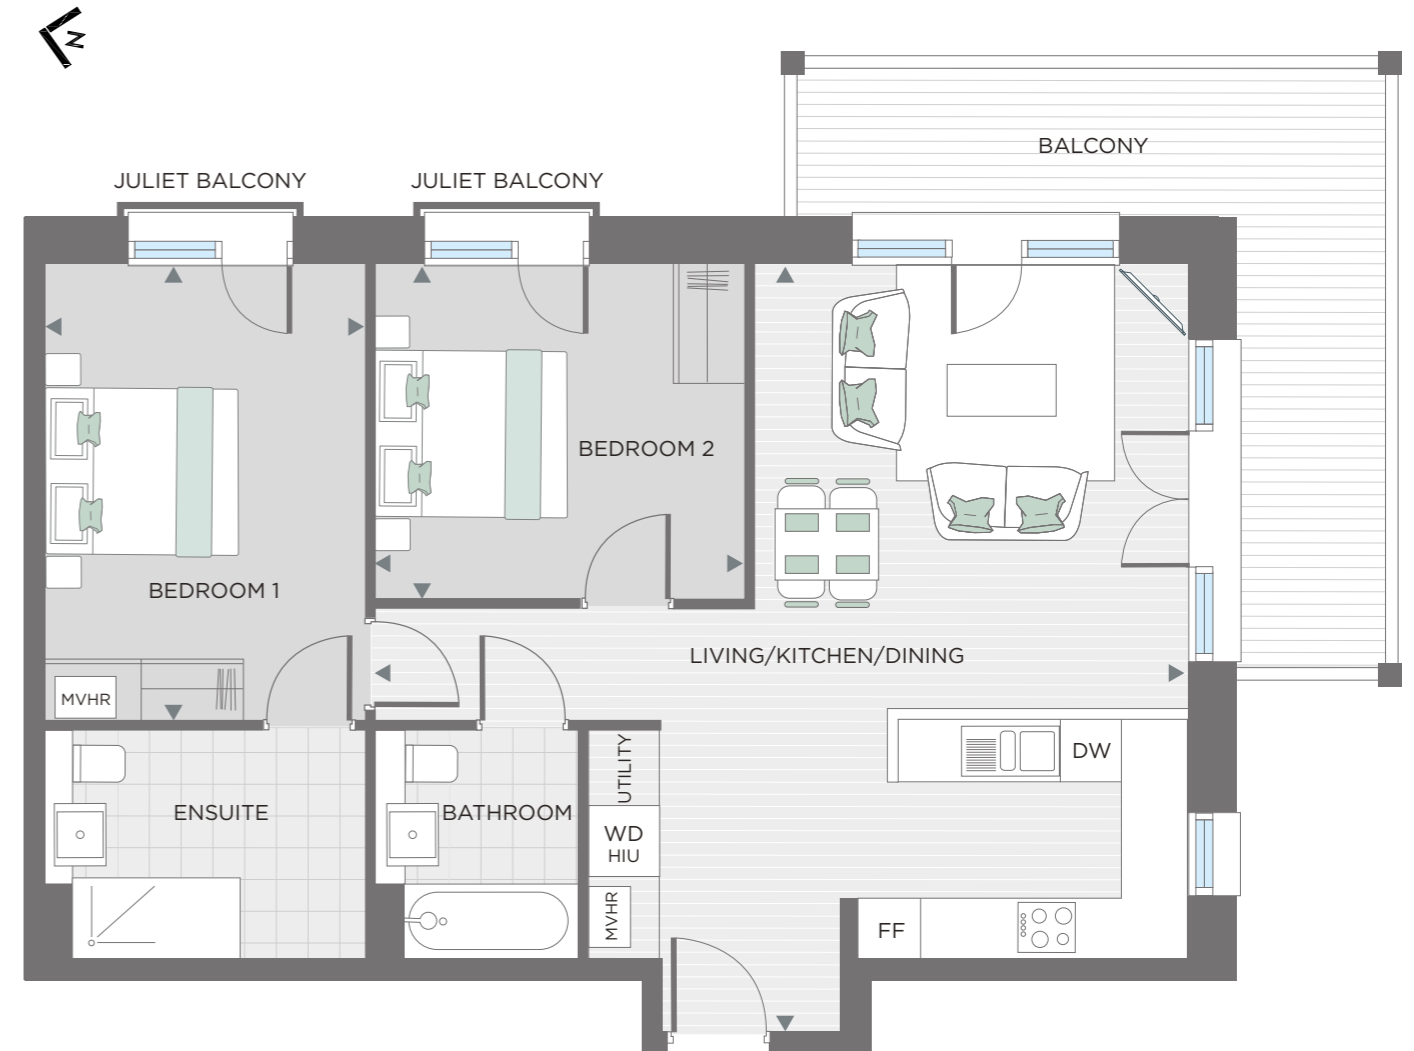 N
BALCONY
JULIET BALCONY
JULIET BALCONY
BEDROOM 2
BEDROOM 1
LIVING/KITCHEN/DINING
MVHR
UTILITY
DW
ENSUITE
BATHROOM
WD
HIU
MVHR
FF